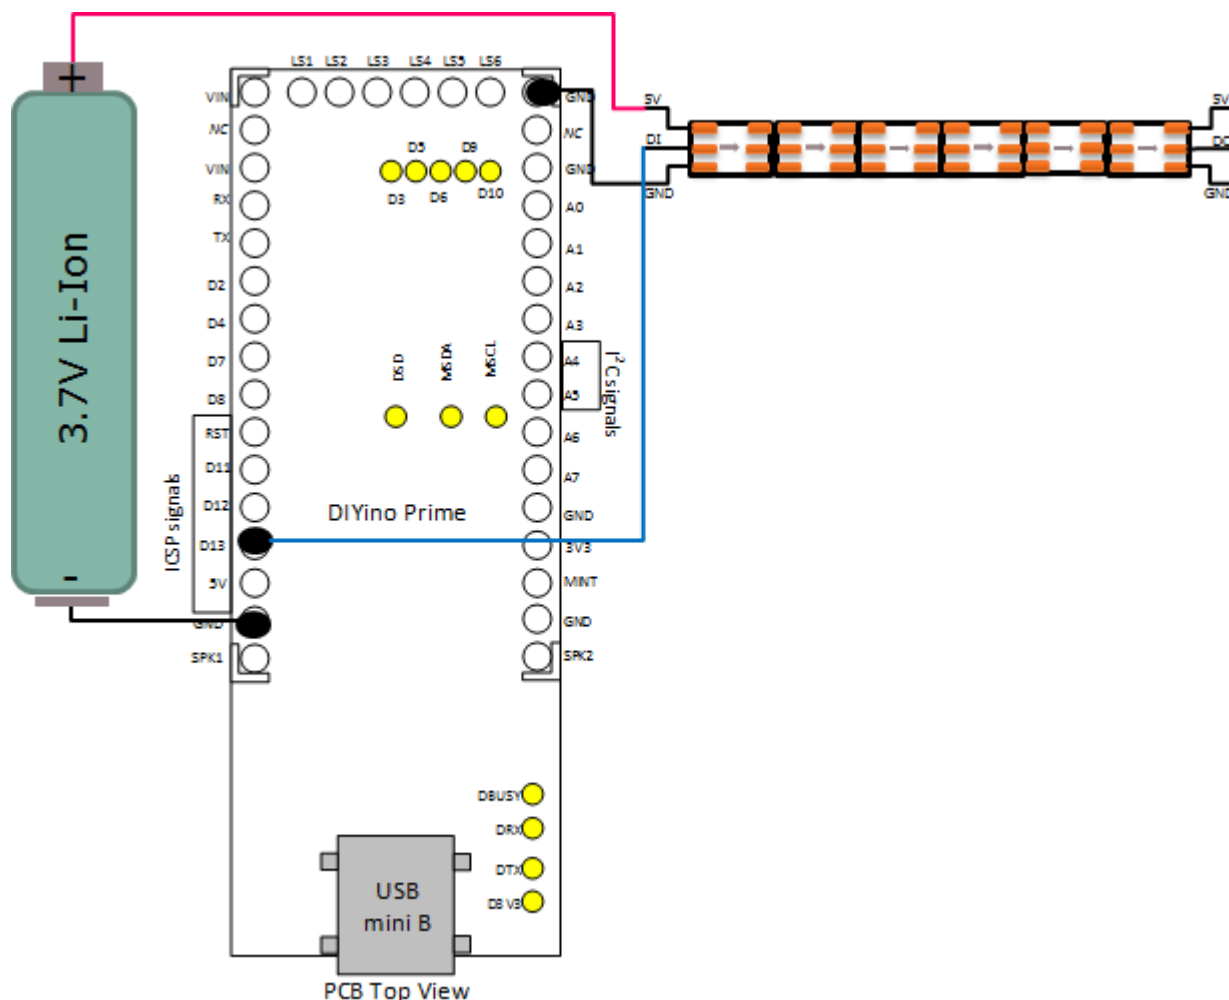 +
3.7V Li-Ion
-
LS1 LS2 LS3 LS4 LS5 LS6
VIN
NC
VIN
RX
TX
D2
D4
D7
D8
RST
D11
D12
D13
5V
GND
SPK1
ICSP signals
D5 D9
D3 D6 D10
DSD
MSDA
MSCL
DIYino Prime
GND
NC
GND
A0
A1
A2
A3
A4
A5
A6
A7
GND
3V3
MINT
GND
SPK2
I²C signals
5V
DI
GND
5V
DO
GND
DBUSY
DRX
DTX
D3 V3
USB
mini B
PCB Top View